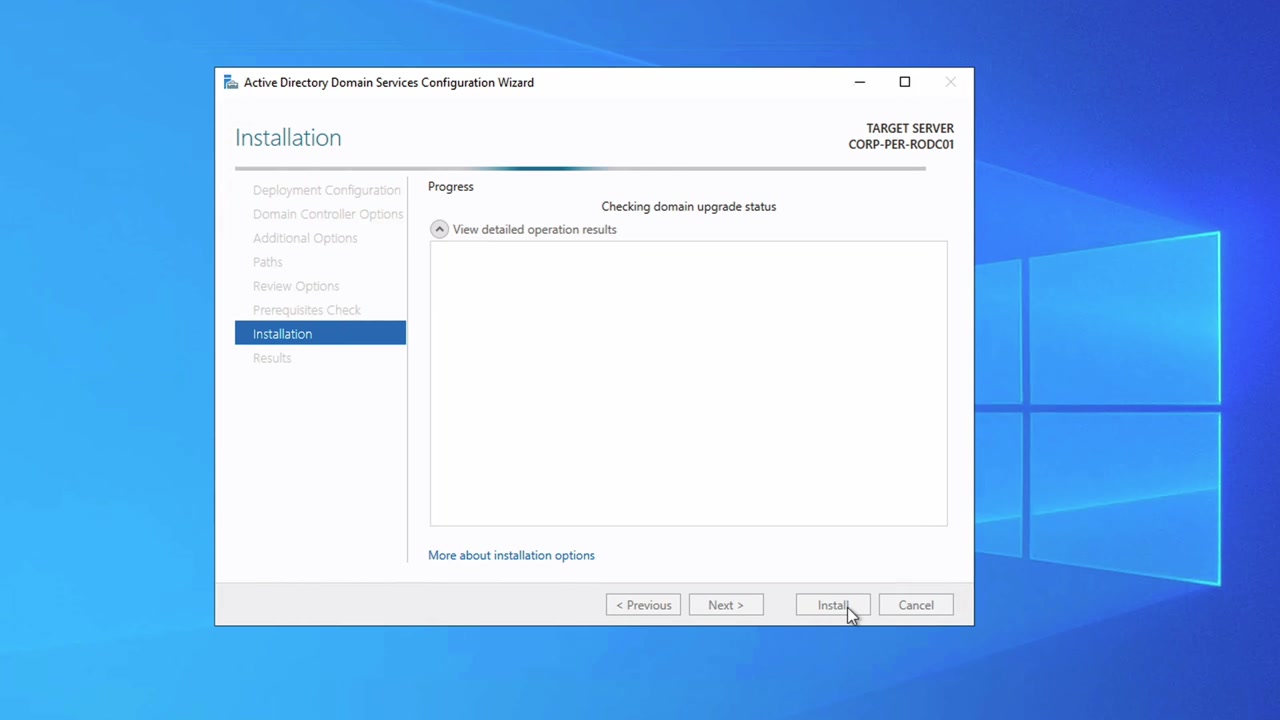 Active Directory Domain Services Configuration Wizard
Installation
TARGET SERVER
CORP-PER-RODC01
Deployment Configuration
Domain Controller Options
Additional Options
Paths
Review Options
Prerequisites Check
Installation
Results
Progress
Checking domain upgrade status
View detailed operation results
More about installation options
< Previous
Next >
Install
Cancel